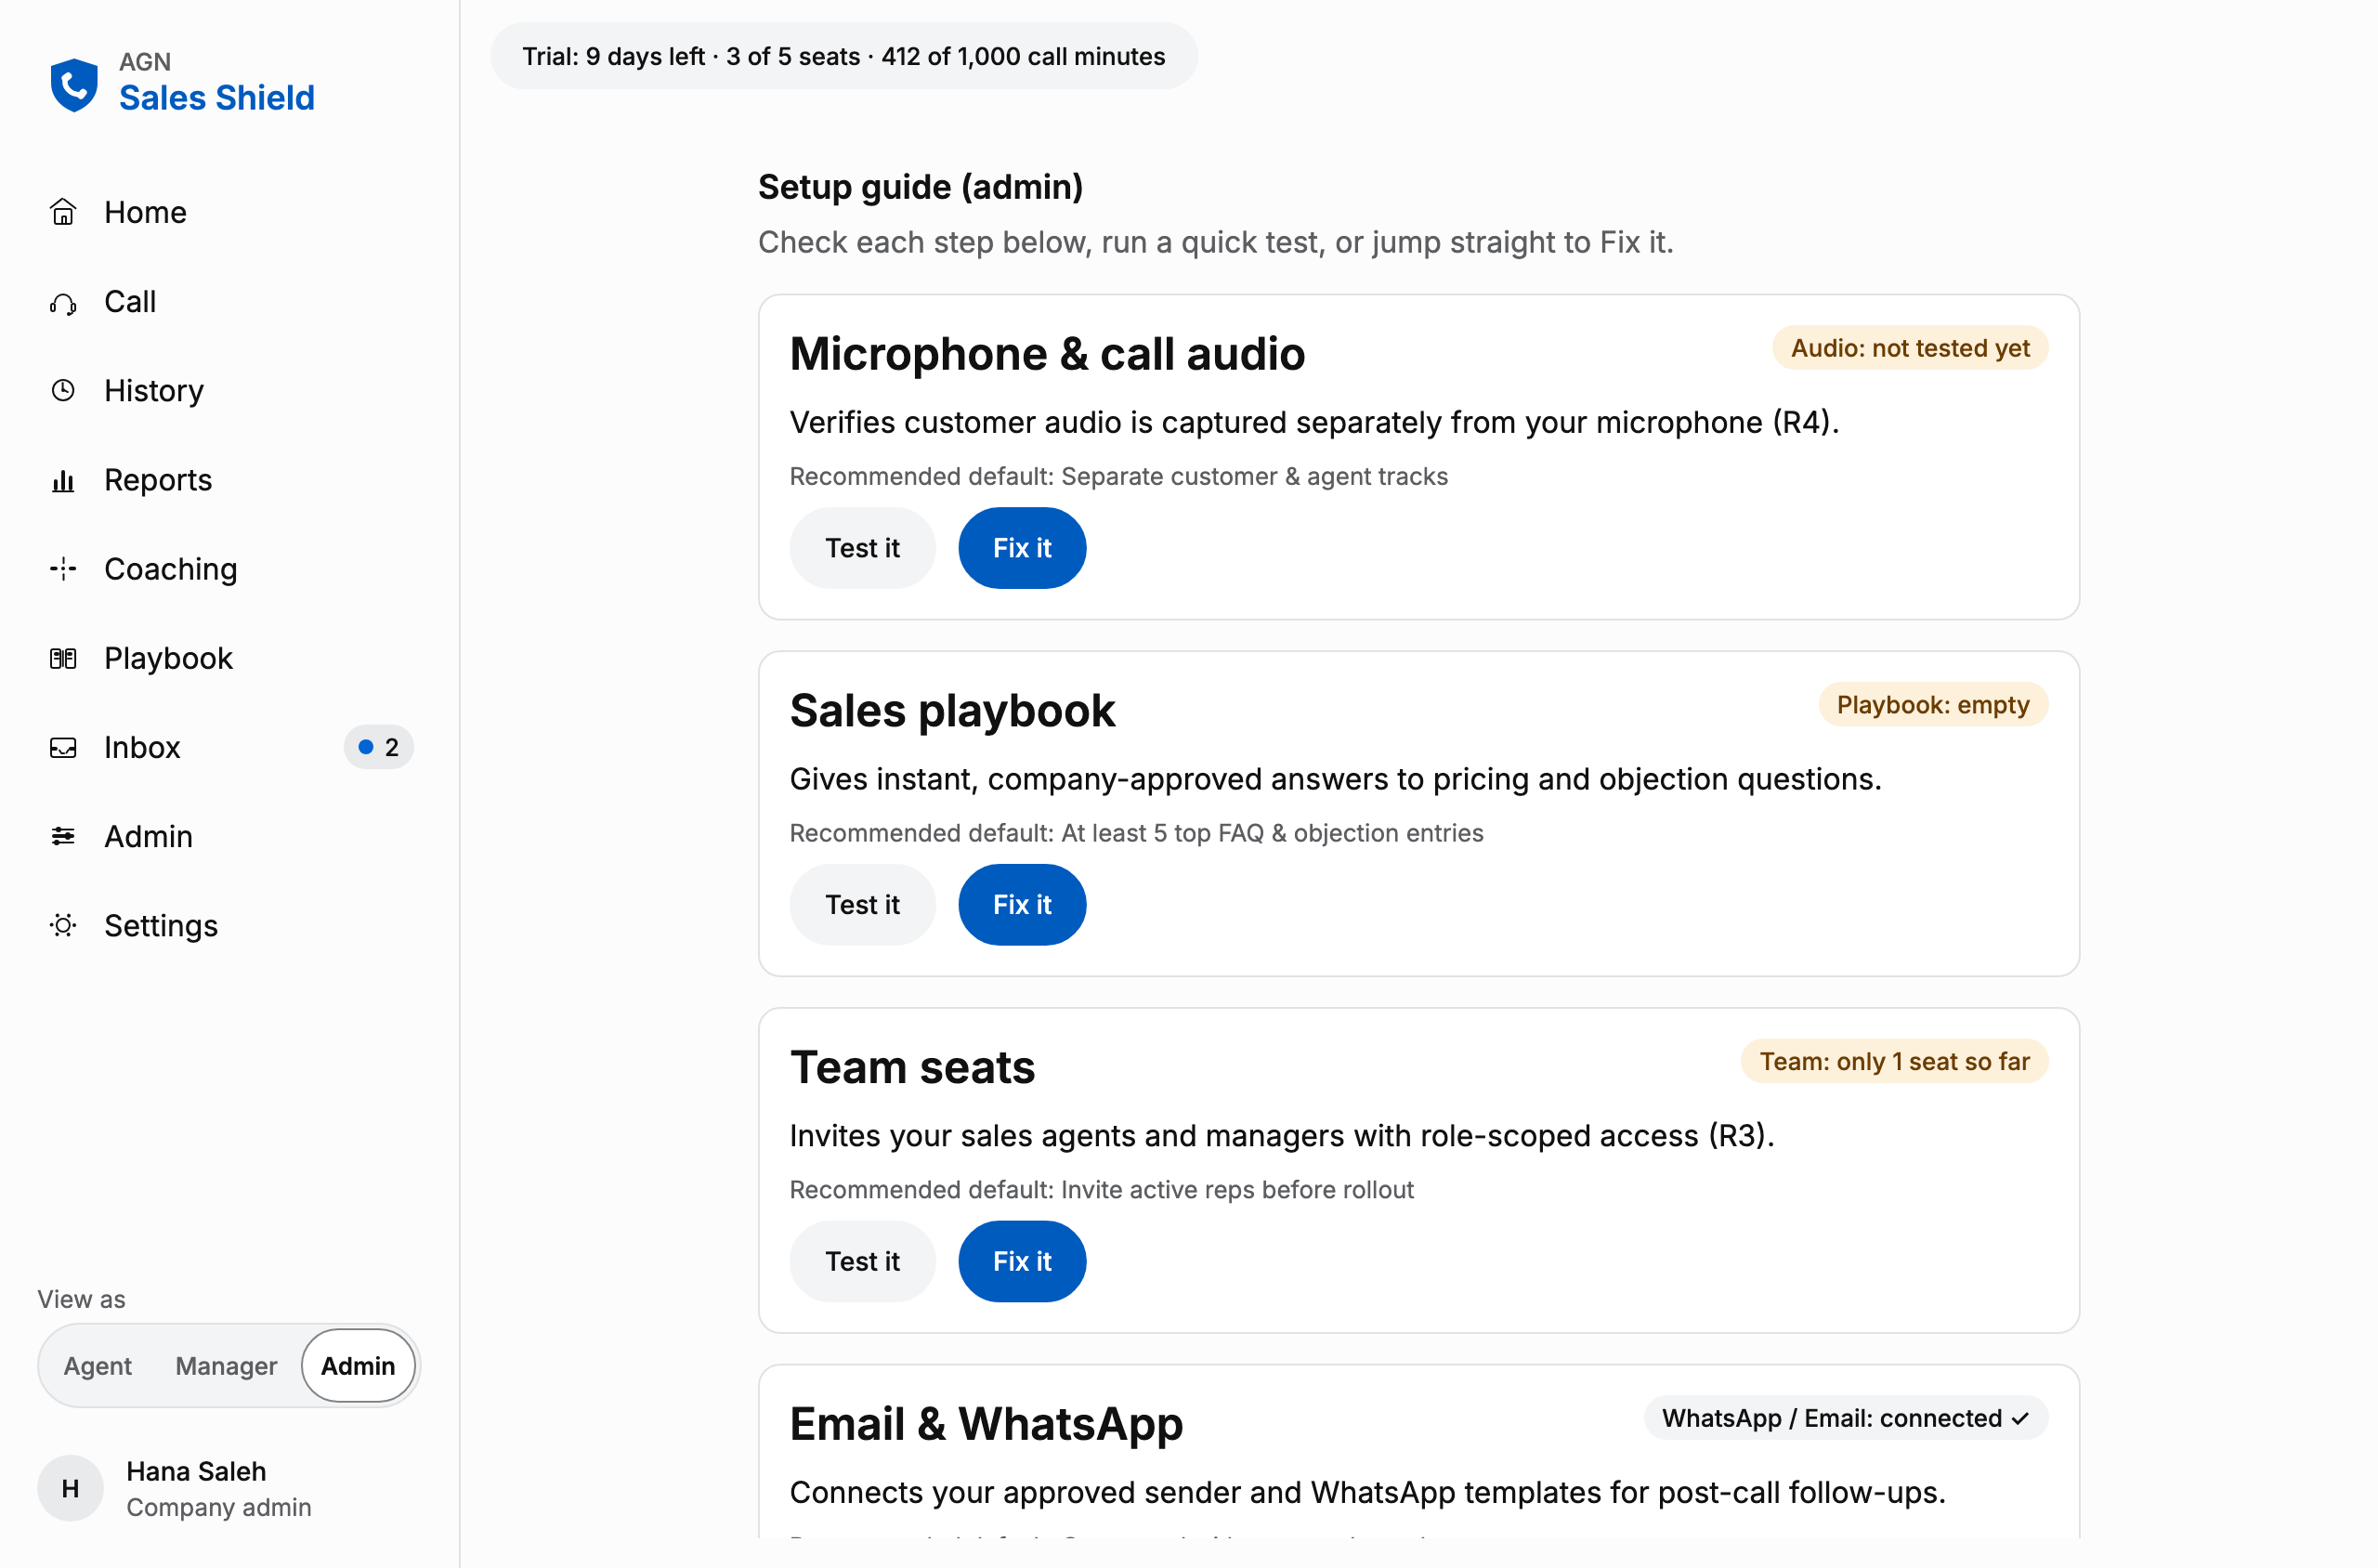 AGN
Sales Shield
Home
Call
History
Reports
Coaching
Playbook
Inbox
2
Admin
Settings
View as
Agent
Manager
Admin
H
Hana Saleh
Company admin
Trial: 9 days left · 3 of 5 seats · 412 of 1,000 call minutes
Setup guide (admin)
Check each step below, run a quick test, or jump straight to Fix it.
Microphone & call audio
Audio: not tested yet
Verifies customer audio is captured separately from your microphone (R4).
Recommended default: Separate customer & agent tracks
Test it
Fix it
Sales playbook
Playbook: empty
Gives instant, company-approved answers to pricing and objection questions.
Recommended default: At least 5 top FAQ & objection entries
Test it
Fix it
Team seats
Team: only 1 seat so far
Invites your sales agents and managers with role-scoped access (R3).
Recommended default: Invite active reps before rollout
Test it
Fix it
Email & WhatsApp
WhatsApp / Email: connected ✓
Connects your approved sender and WhatsApp templates for post-call follow-ups.